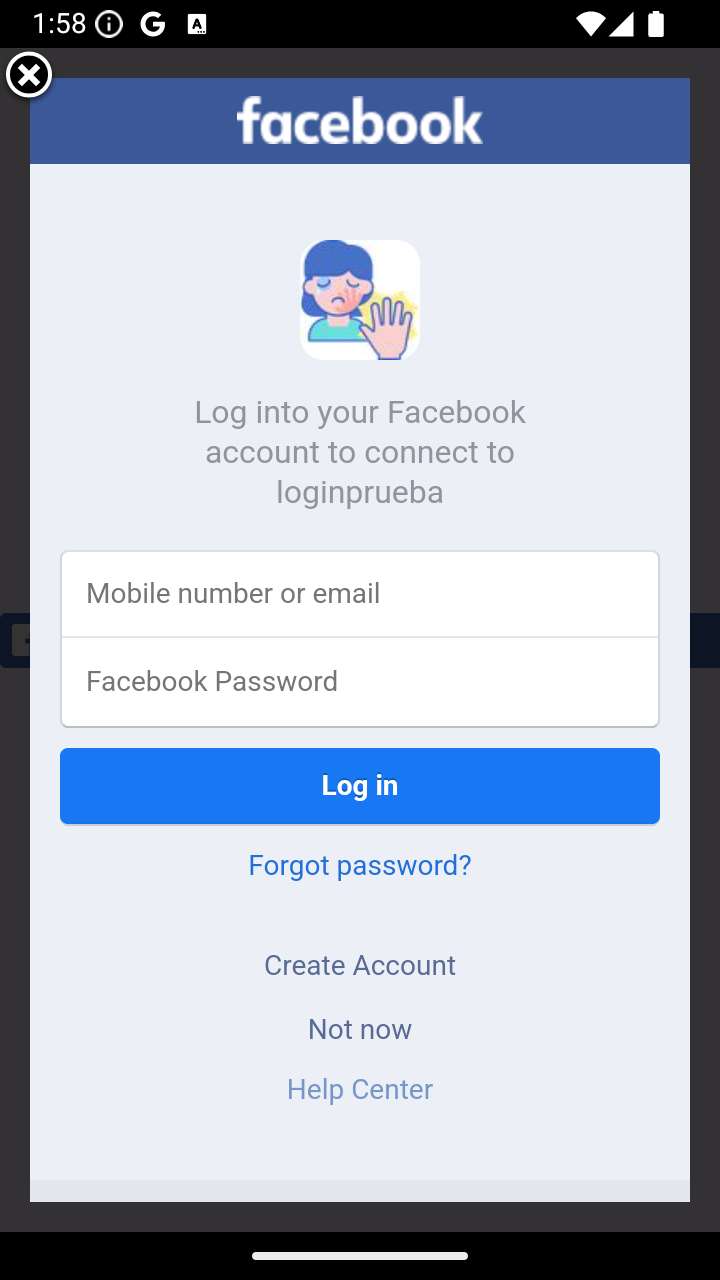 1:58
facebook
Log into your Facebook
account to connect to
loginprueba
Mobile number or email
Facebook Password
Log in
Forgot password?
Create Account
Not now
Help Center